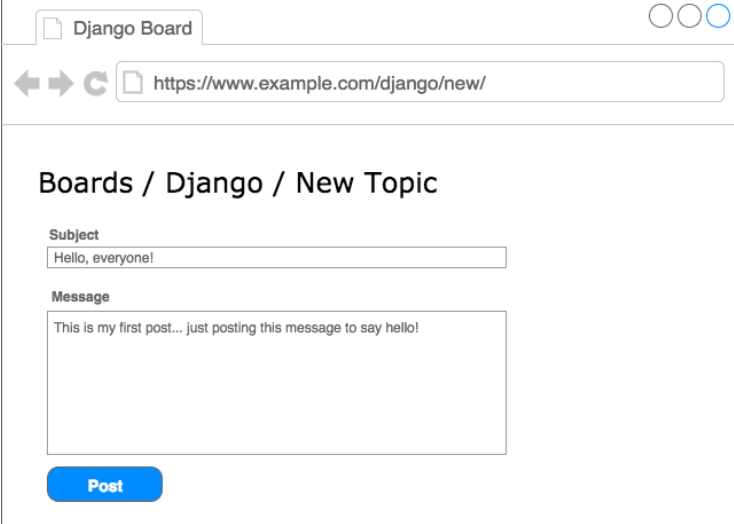 Django Board
https://www.example.com/django/new/
Boards / Django / New Topic
Subject
Hello, everyone!
Message
This is my first post... just posting this message to say hello!
Post